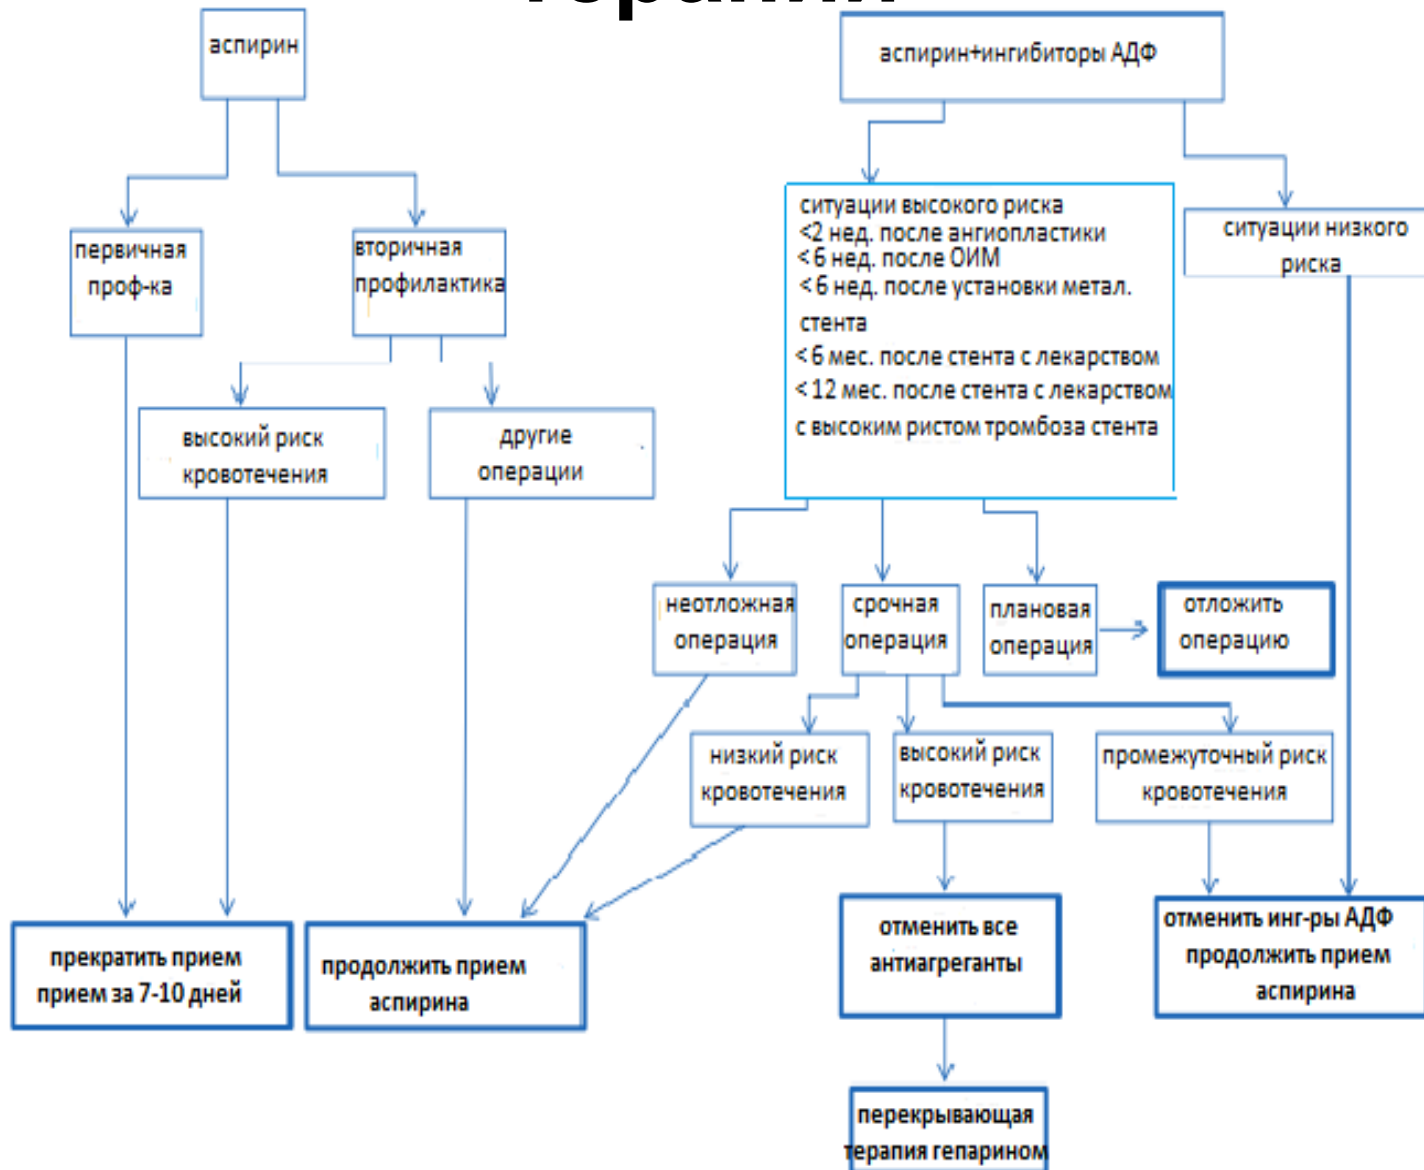 терапии
аспирин
аспирин+ингибиторы АДФ
первичная
проф-ка
вторичная
профилактика
ситуации высокого риска
<2 нед. после ангиопластики
<6 нед. после ОИМ
<6 нед. после установки метал.
стента
<6 мес. после стента с лекарством
<12 мес. после стента с лекарством
с высоким ристом тромбоза стента
ситуации низкого
риска
высокий риск
кровотечения
другие
операции
неотложная
операция
срочная
операция
плановая
операция
отложить
операцию
низкий риск
кровотечения
высокий риск
кровотечения
промежуточный риск
кровотечения
прекратить прием
прием за 7-10 дней
продолжить прием
аспирина
отменить все
антиагреганты
отменить инг-ры АДФ
продолжить прием
аспирина
перекрывающая
терапия гепарином